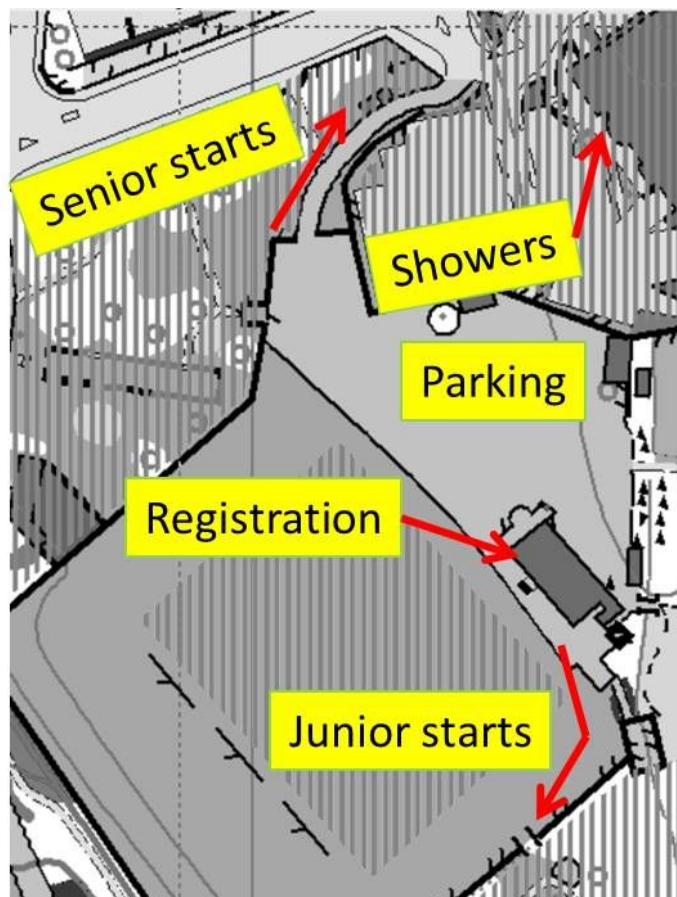 Senior starts
Showers
Parking
Registration
Junior starts